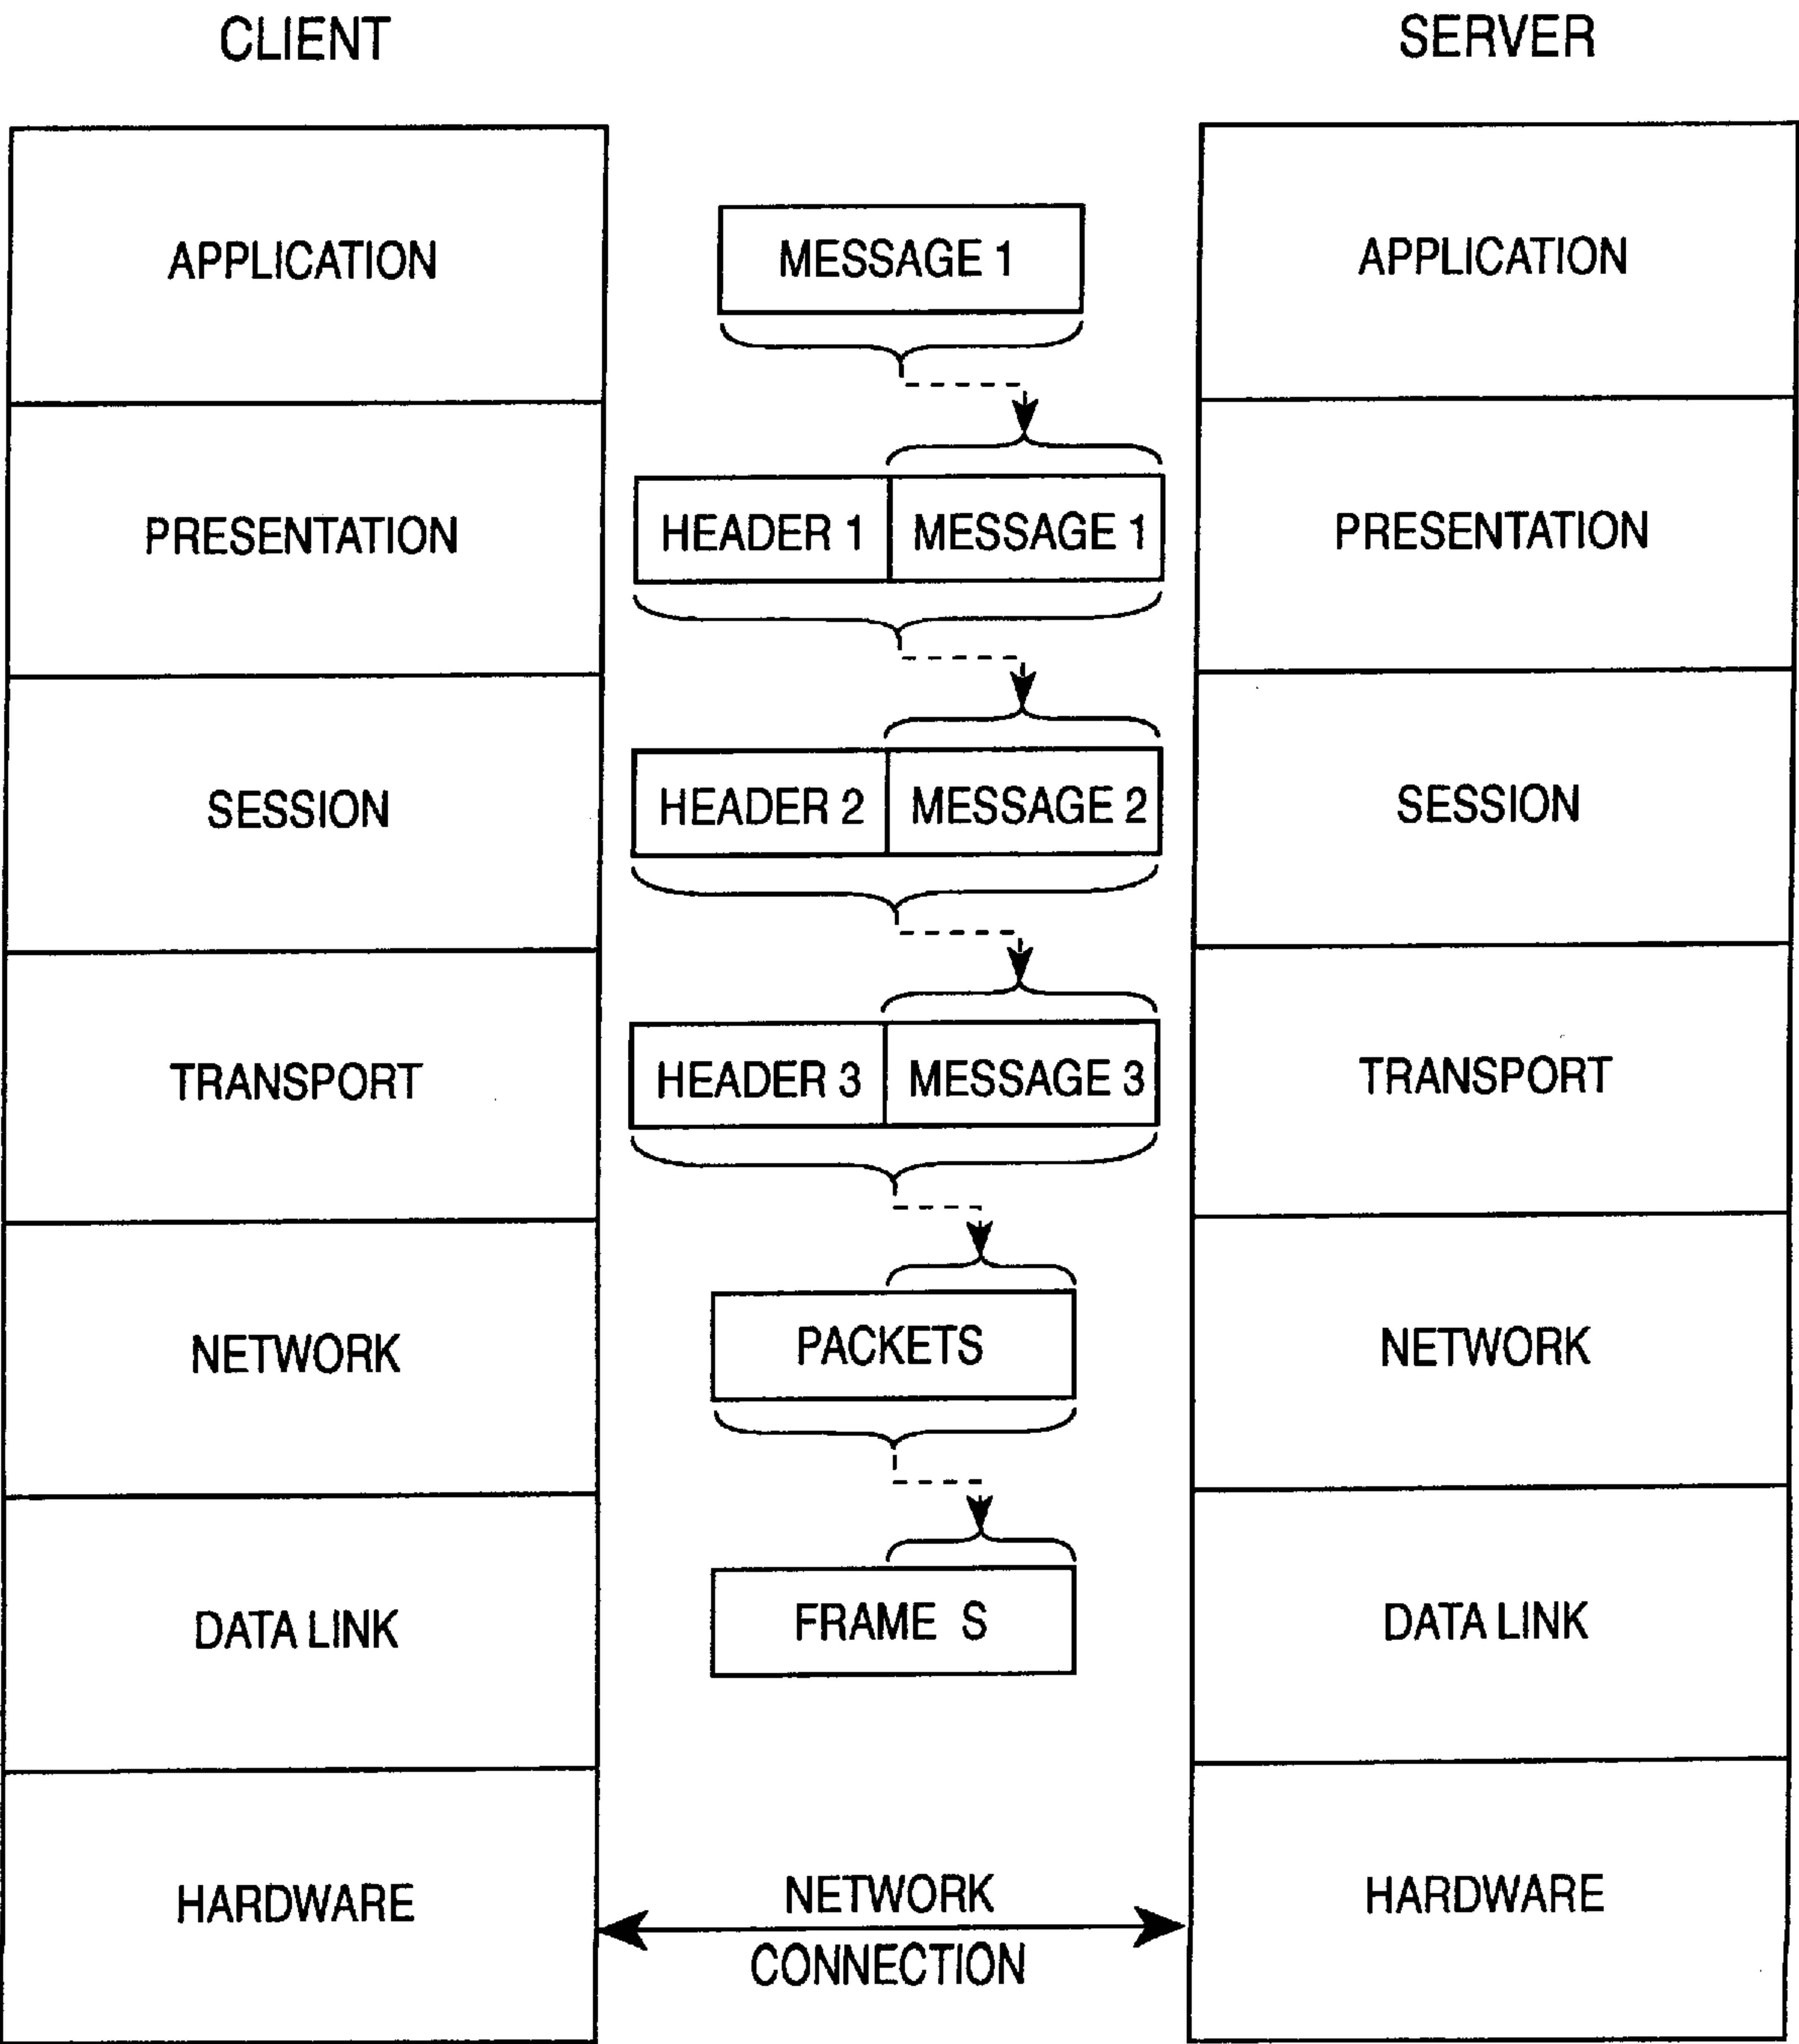 CLIENT
SERVER
APPLICATION
MESSAGE 1
APPLICATION
PRESENTATION
HEADER 1
MESSAGE 1
PRESENTATION
SESSION
HEADER 2
MESSAGE 2
SESSION
TRANSPORT
HEADER 3
MESSAGE 3
TRANSPORT
NETWORK
PACKETS
NETWORK
DATA LINK
FRAME S
DATA LINK
HARDWARE
NETWORK
CONNECTION
HARDWARE